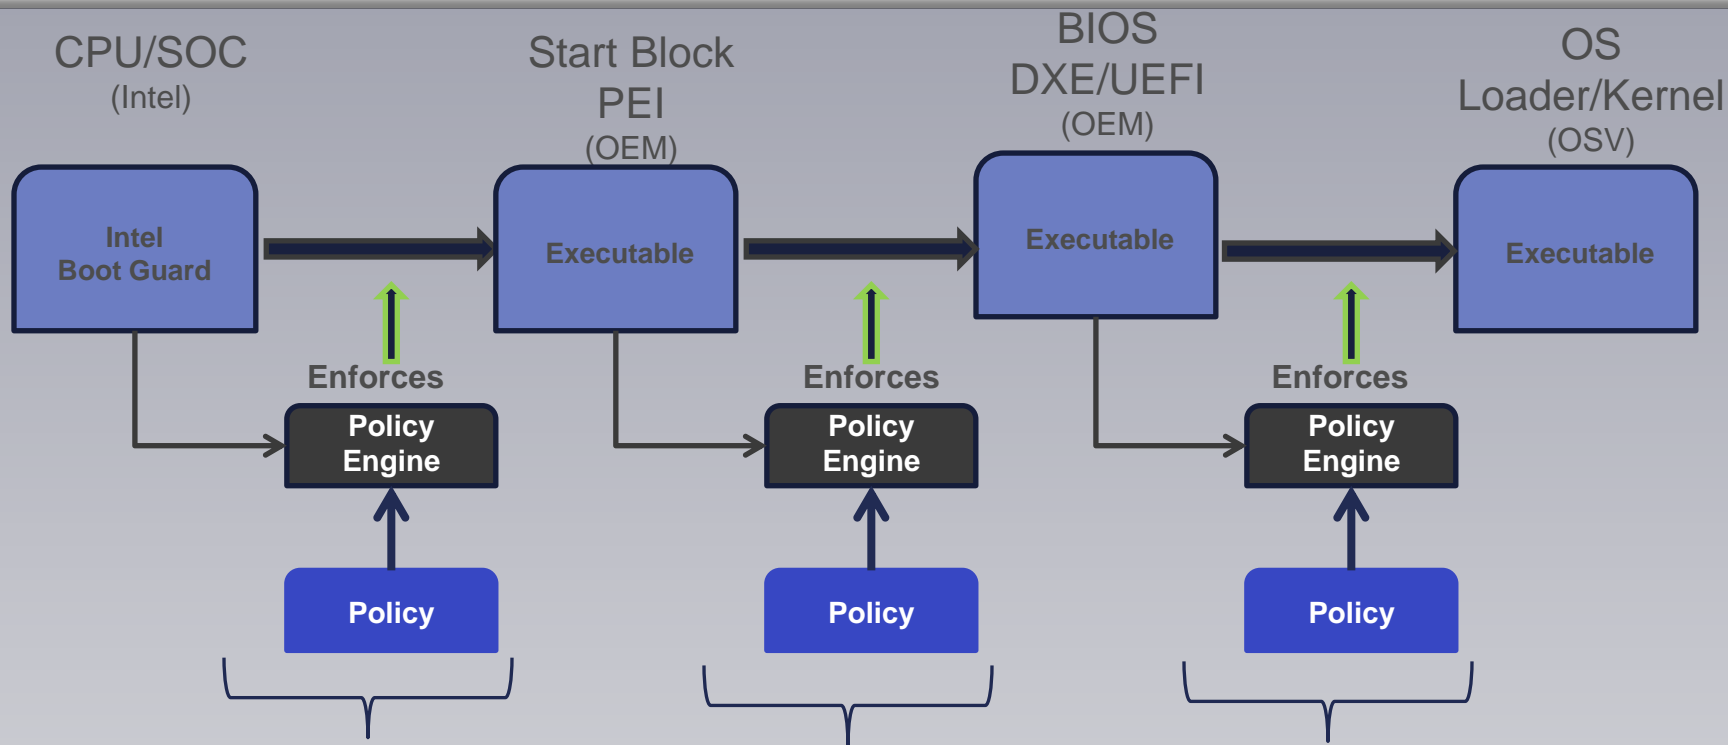 CPU/SOC
(Intel)
Start Block
PEI
(OEM)
BIOS
DXE/UEFI
(OEM)
OS
Loader/Kernel
(OSV)
Intel
Boot Guard
Executable
Executable
Executable
Enforces
Enforces
Enforces
Policy
Engine
Policy
Engine
Policy
Engine
Policy
Policy
Policy